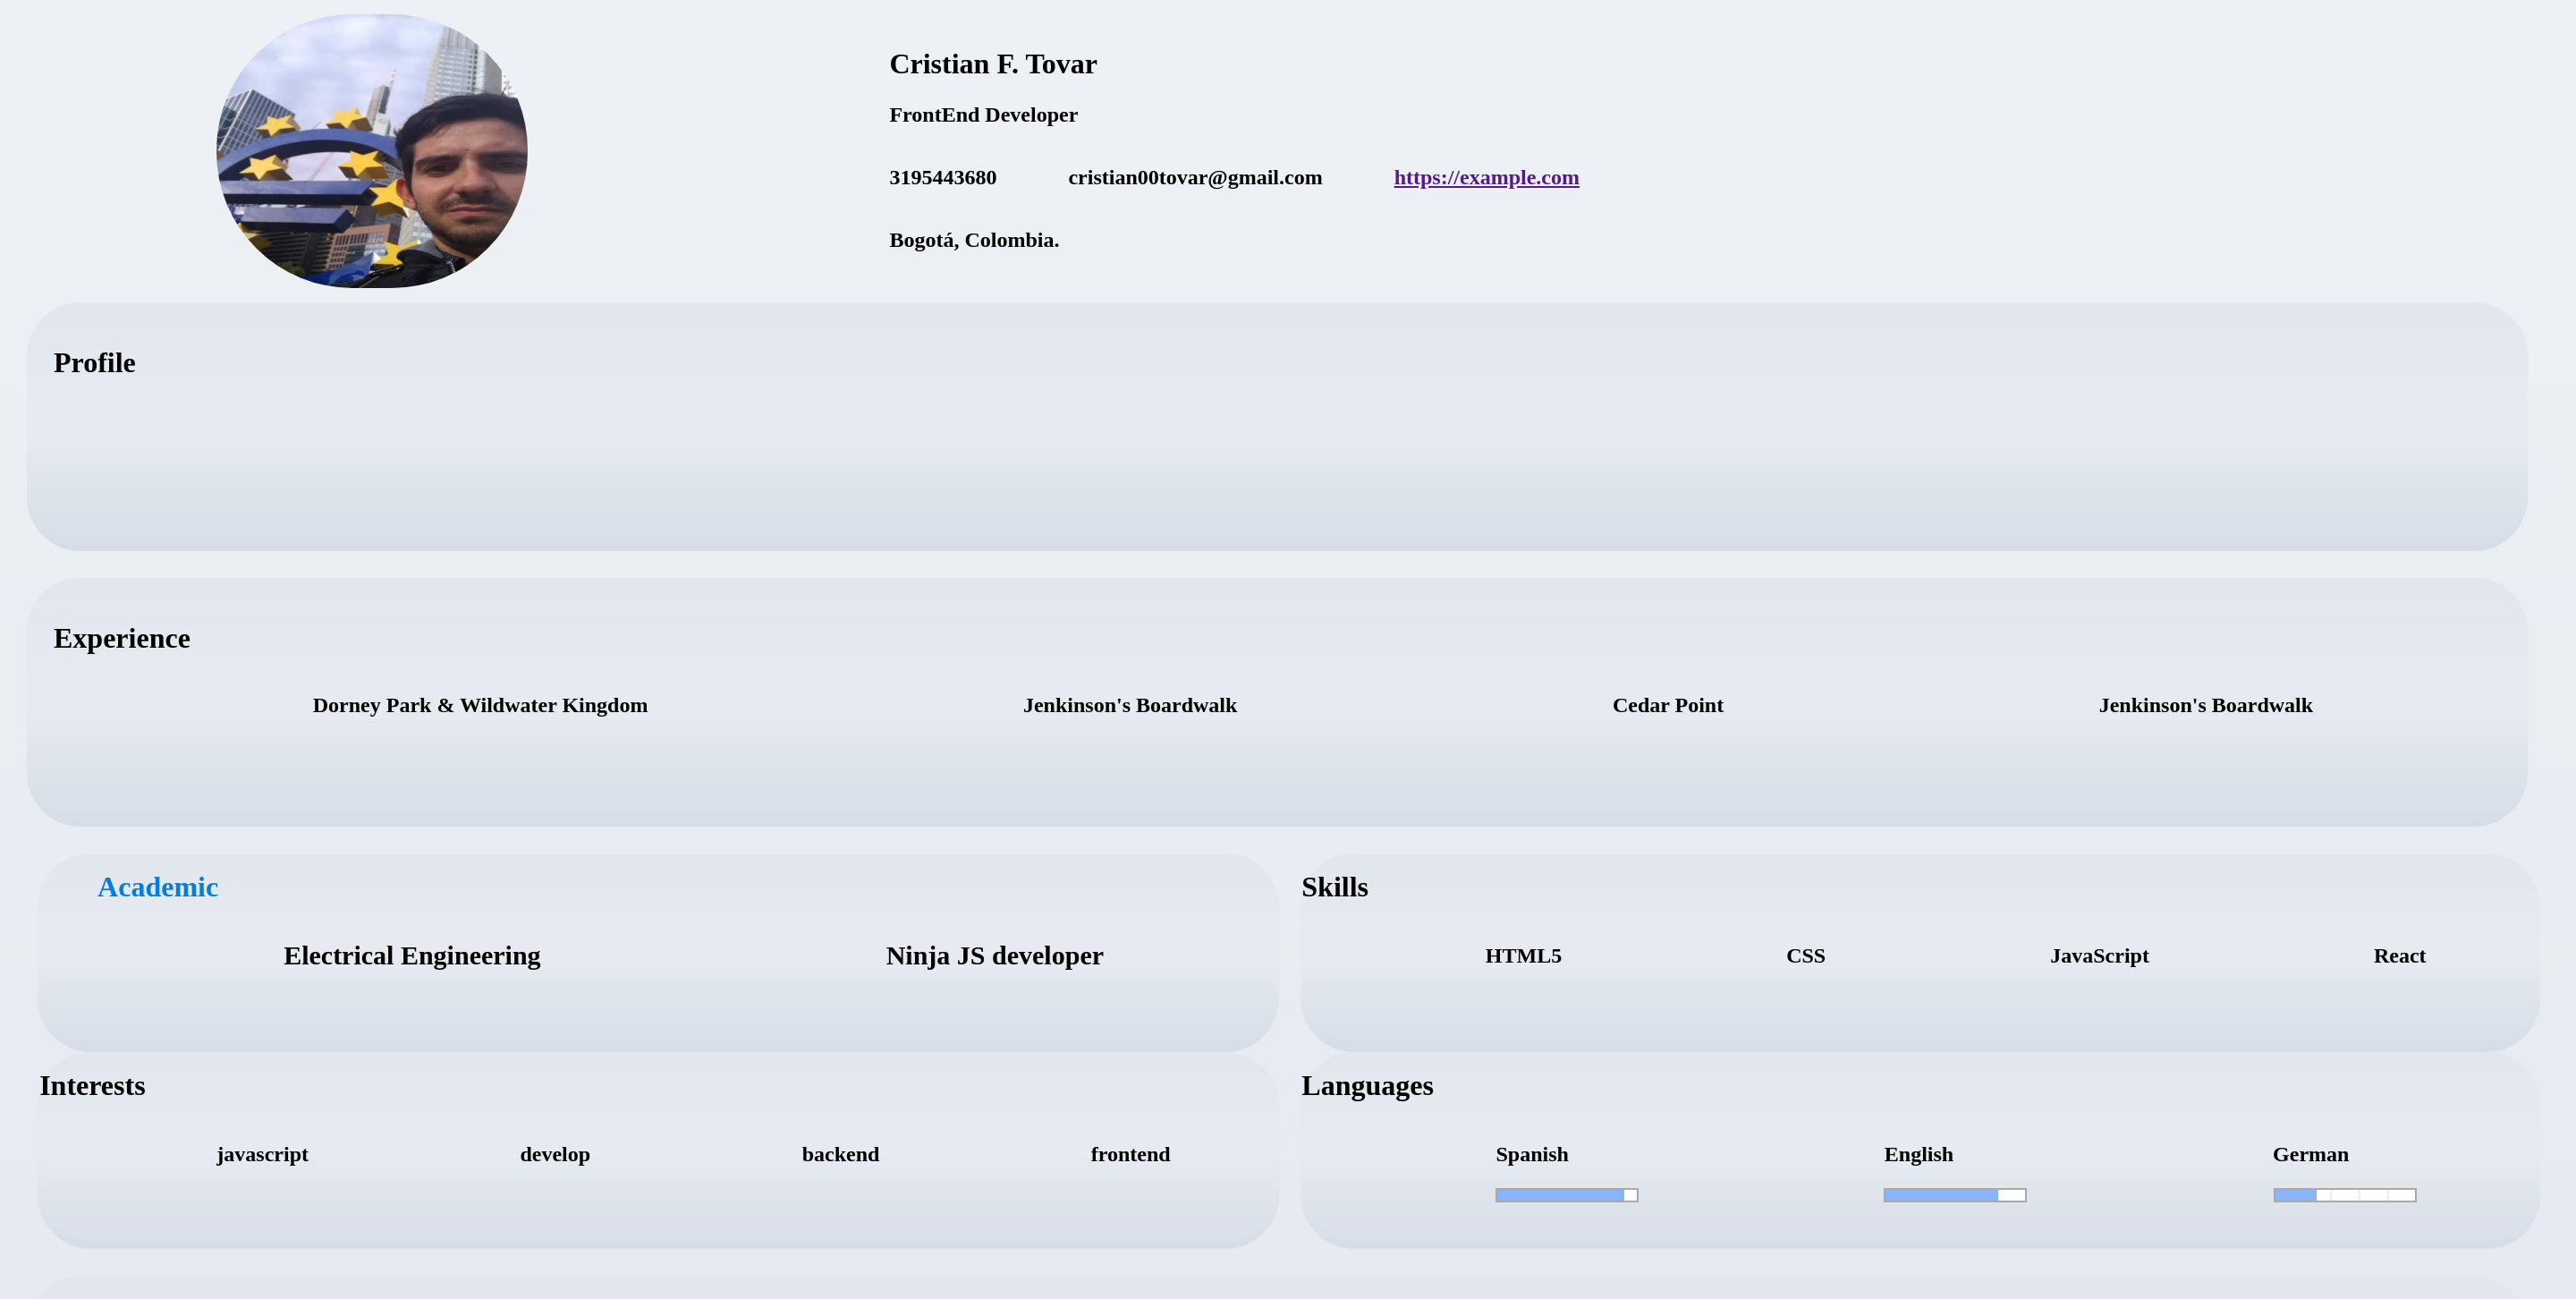 Cristian F. Tovar
FrontEnd Developer
3195443680 cristian00tovar@gmail.com https://example.com
Bogotá, Colombia.
Profile
Experience
Dorney Park & Wildwater Kingdom Jenkinson's Boardwalk Cedar Point Jenkinson's Boardwalk
Academic
Electrical Engineering Ninja JS developer
Skills
HTML5 CSS JavaScript React
Interests
javascript develop backend frontend
Languages
Spanish English German